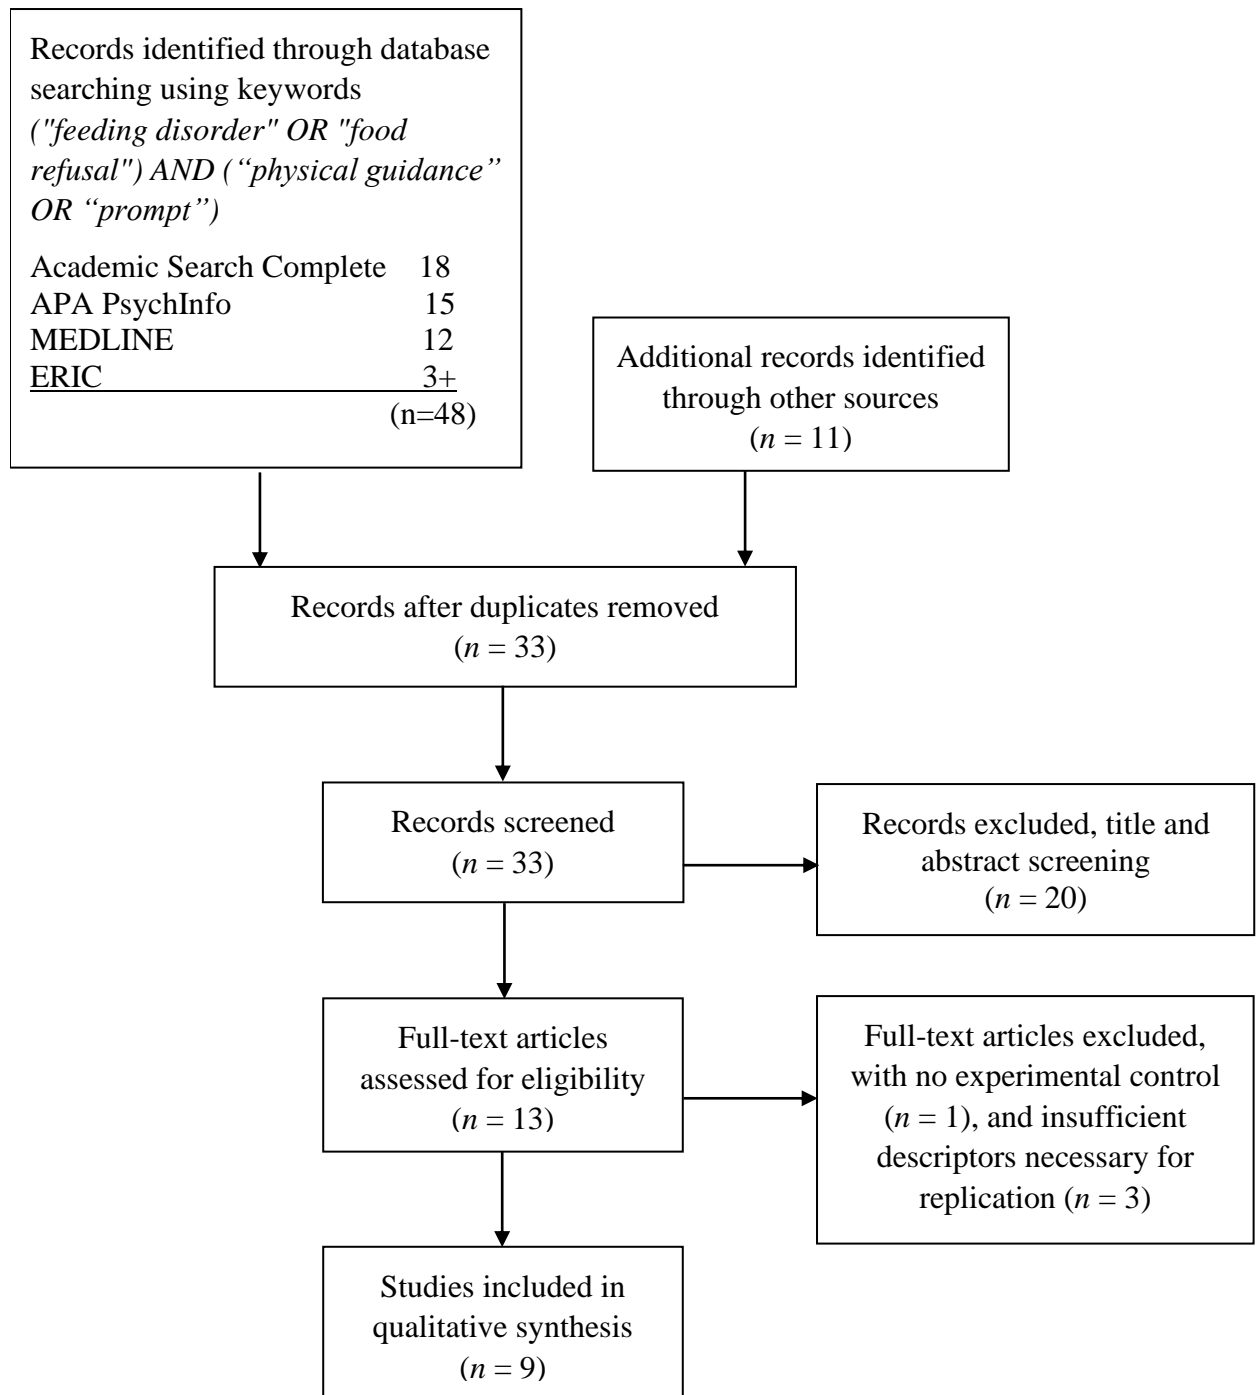 Records identified through database
searching using keywords
("feeding disorder" OR "food
refusal") AND (“physical guidance”
OR “prompt”)
Academic Search Complete 18
APA PsychInfo 15
MEDLINE 12
ERIC 3+
(n=48)
Additional records identified
through other sources
(n = 11)
Records after duplicates removed
(n = 33)
Records screened
(n = 33)
Records excluded, title and
abstract screening
(n = 20)
Full-text articles
assessed for eligibility
(n = 13)
Full-text articles excluded,
with no experimental control
(n = 1), and insufficient
descriptors necessary for
replication (n = 3)
Studies included in
qualitative synthesis
(n = 9)